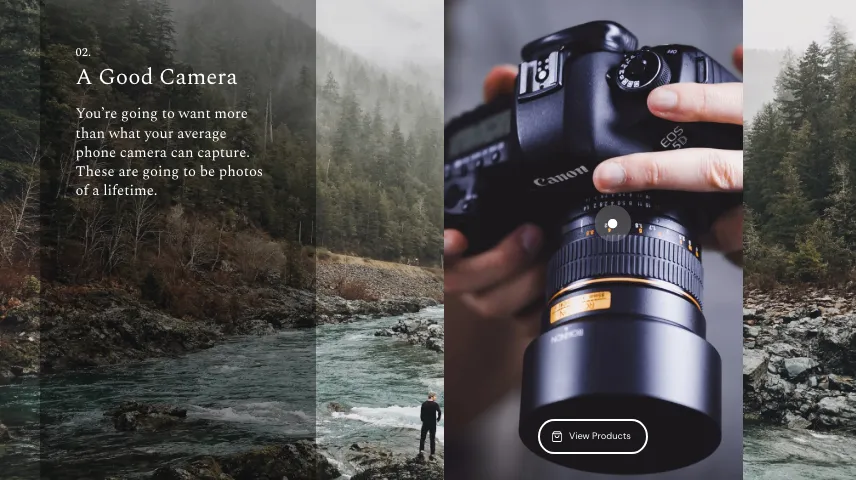 02.
A Good Camera
You're going to want more
than what your average
phone camera can capture.
These are going to be photos
of a lifetime.
Canon
EOS
5D
View Products